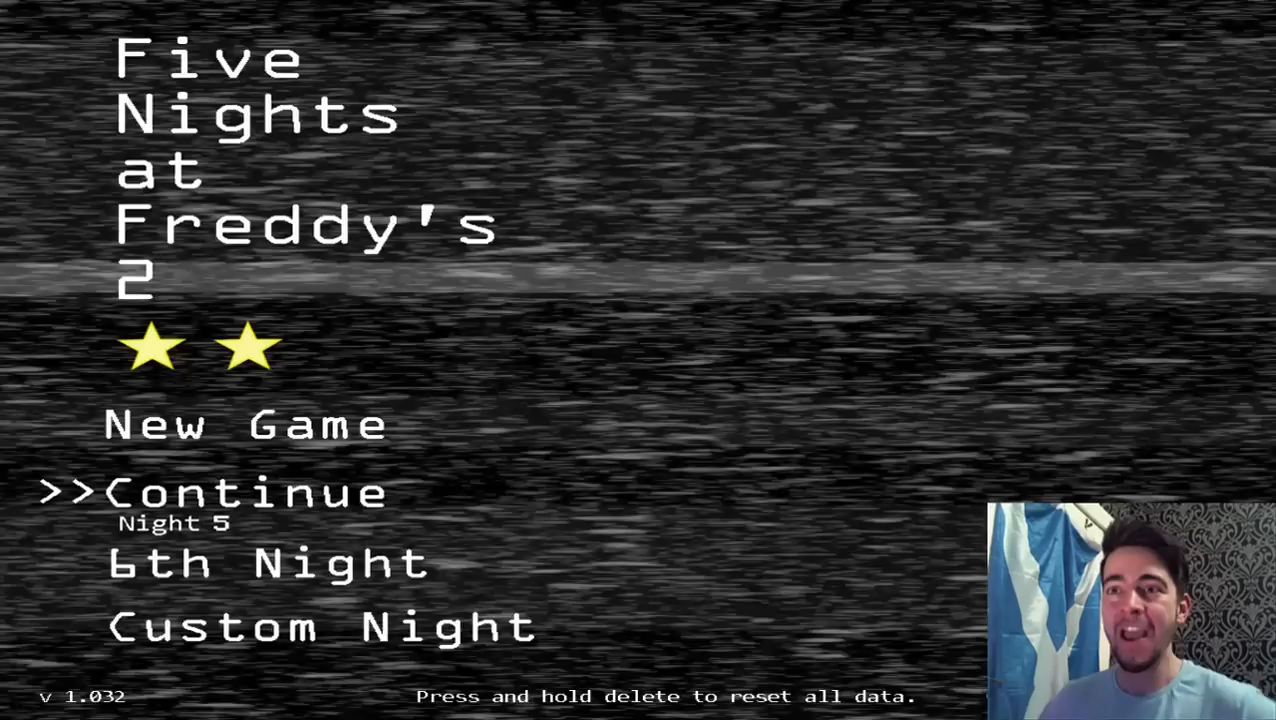 Five
Nights
at
Freddy's
2
New Game
>>Continue
Night 5
6th Night
Custom Night
v 1.032
Press and hold delete to reset all data.